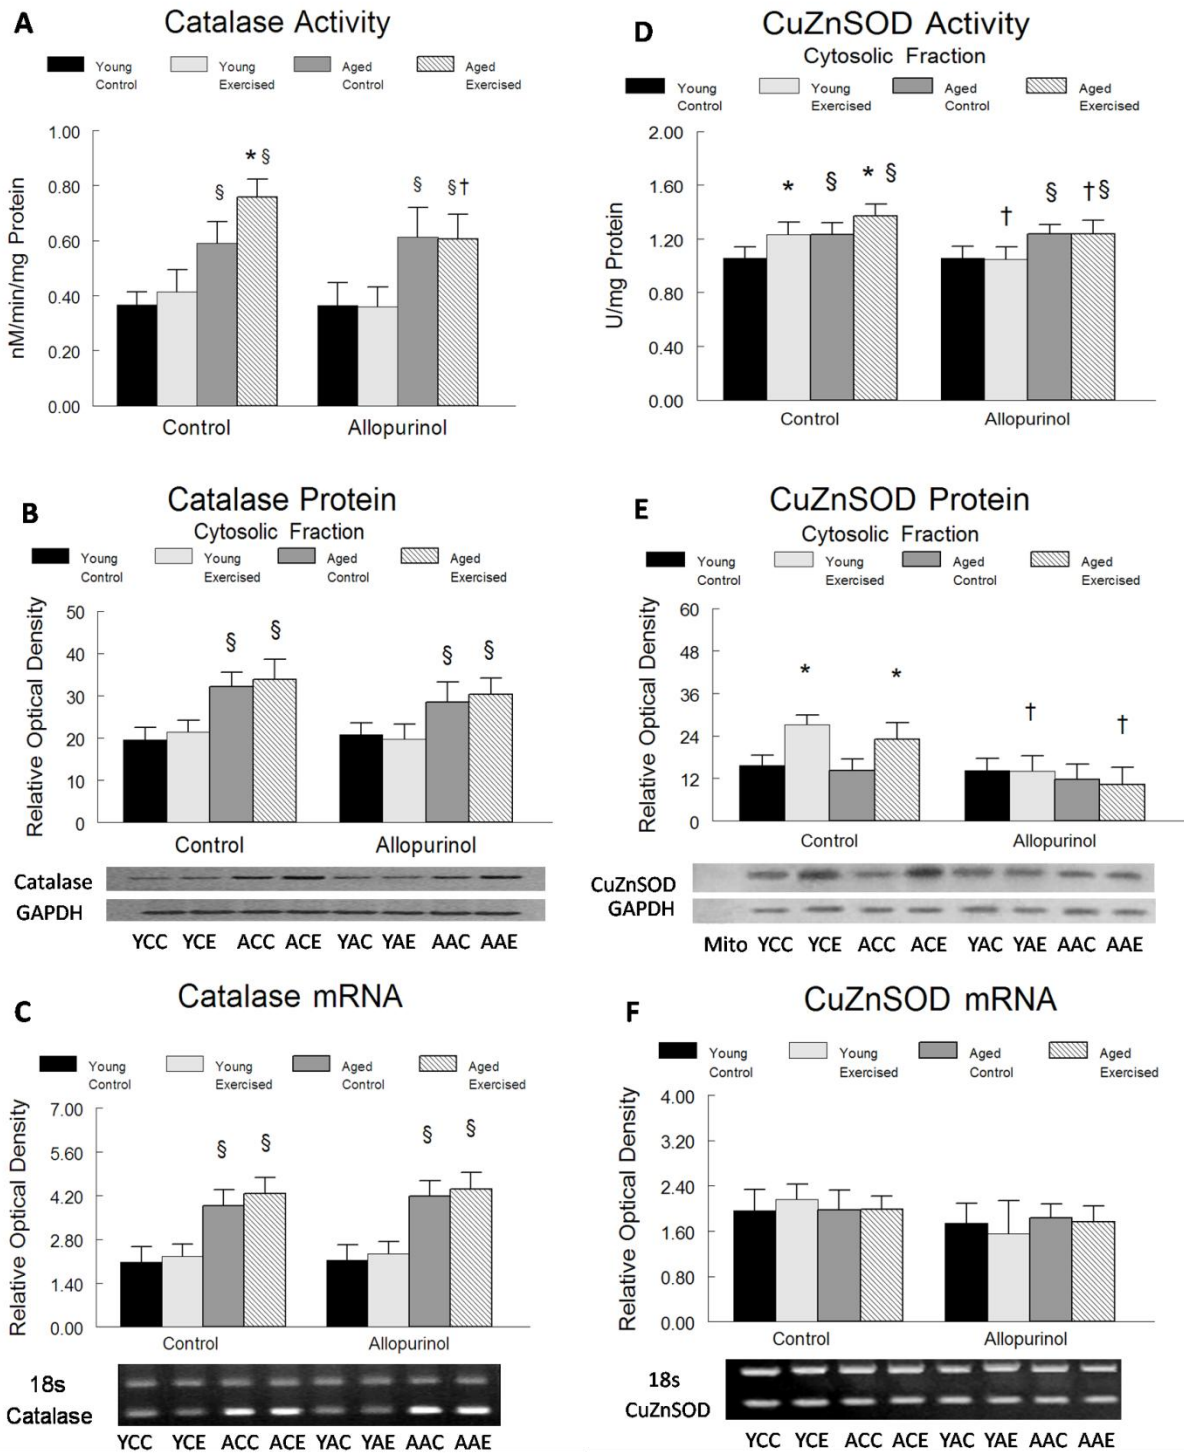 A
Catalase Activity
Young Control
Young Exercised
Aged Control
Aged Exercised
nM/min/mg Protein
1.00
0.80
0.60
0.40
0.20
0.00
* §
§
§
§ †
Control
Allopurinol
B
Catalase Protein
Cytosolic Fraction
Young Control
Young Exercised
Aged Control
Aged Exercised
Relative Optical Density
50
40
30
20
10
0
§
§
§
§
Control
Allopurinol
Catalase
GAPDH
YCC YCE ACC ACE YAC YAE AAC AAE
C
Catalase mRNA
Young Control
Young Exercised
Aged Control
Aged Exercised
Relative Optical Density
7.00
5.60
4.20
2.80
1.40
0.00
§
§
§
§
Control
Allopurinol
18s
Catalase
YCC YCE ACC ACE YAC YAE AAC AAE
D
CuZnSOD Activity
Cytosolic Fraction
Young Control
Young Exercised
Aged Control
Aged Exercised
U/mg Protein
2.00
1.60
1.20
0.80
0.40
0.00
*
§
* §
†
§
† §
Control
Allopurinol
E
CuZnSOD Protein
Cytosolic Fraction
Young Control
Young Exercised
Aged Control
Aged Exercised
Relative Optical Density
60
48
36
24
12
0
*
*
†
†
Control
Allopurinol
CuZnSOD
GAPDH
Mito YCC YCE ACC ACE YAC YAE AAC AAE
F
CuZnSOD mRNA
Young Control
Young Exercised
Aged Control
Aged Exercised
Relative Optical Density
4.00
3.20
2.40
1.60
0.80
0.00
Control
Allopurinol
18s
CuZnSOD
YCC YCE ACC ACE YAC YAE AAC AAE